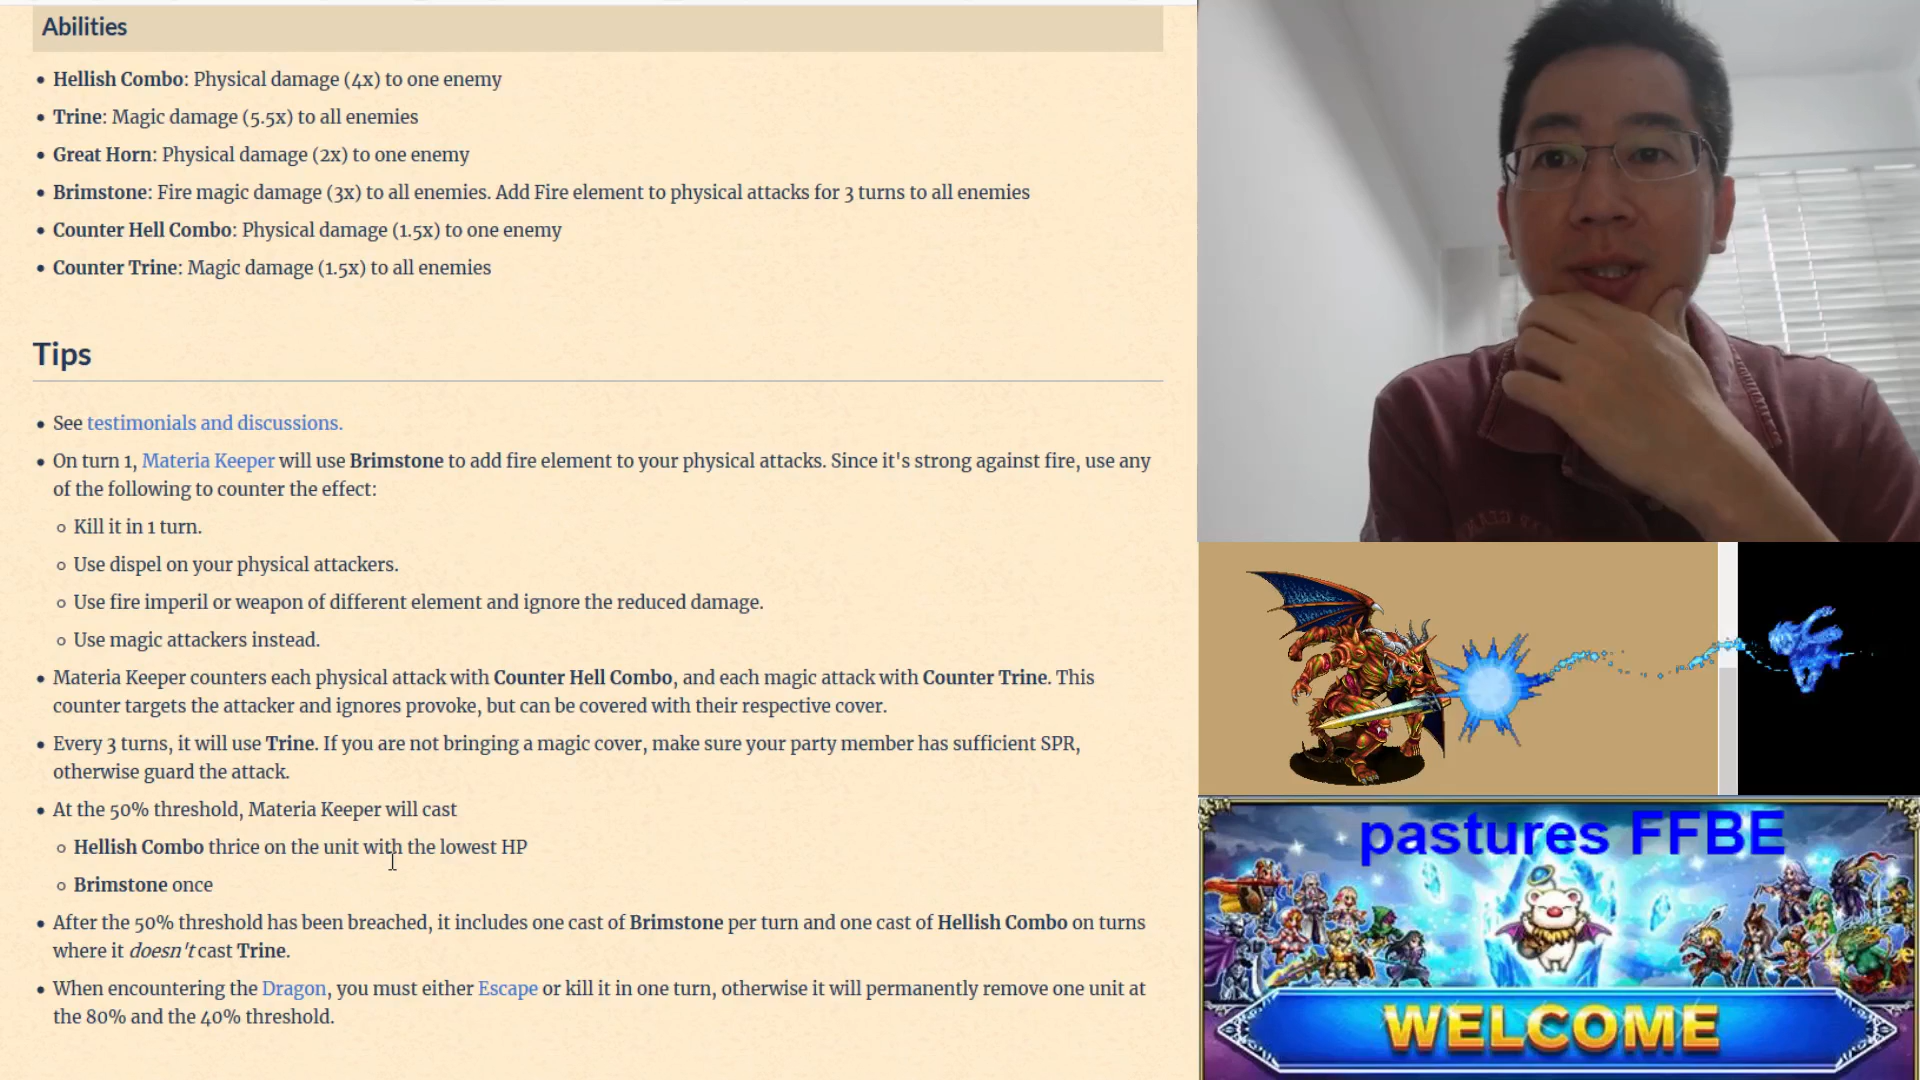 Abilities
Hellish Combo: Physical damage (4x) to one enemy
Trine: Magic damage (5.5x) to all enemies
Great Horn: Physical damage (2x) to one enemy
Brimstone: Fire magic damage (3x) to all enemies. Add Fire element to physical attacks for 3 turns to all enemies
Counter Hell Combo: Physical damage (1.5x) to one enemy
Counter Trine: Magic damage (1.5x) to all enemies
Tips
See testimonials and discussions.
On turn 1, Materia Keeper will use Brimstone to add fire element to your physical attacks. Since it's strong against fire, use any
of the following to counter the effect:
Kill it in 1 turn.
Use dispel on your physical attackers.
Use fire imperil or weapon of different element and ignore the reduced damage.
Use magic attackers instead.
Materia Keeper counters each physical attack with Counter Hell Combo, and each magic attack with Counter Trine. This
counter targets the attacker and ignores provoke, but can be covered with their respective cover.
Every 3 turns, it will use Trine. If you are not bringing a magic cover, make sure your party member has sufficient SPR,
otherwise guard the attack.
At the 50% threshold, Materia Keeper will cast
Hellish Combo thrice on the unit with the lowest HP
Brimstone once
After the 50% threshold has been breached, it includes one cast of Brimstone per turn and one cast of Hellish Combo on turns
where it doesn't cast Trine.
When encountering the Dragon, you must either Escape or kill it in one turn, otherwise it will permanently remove one unit at
the 80% and the 40% threshold.
pastures FFBE
WELCOME